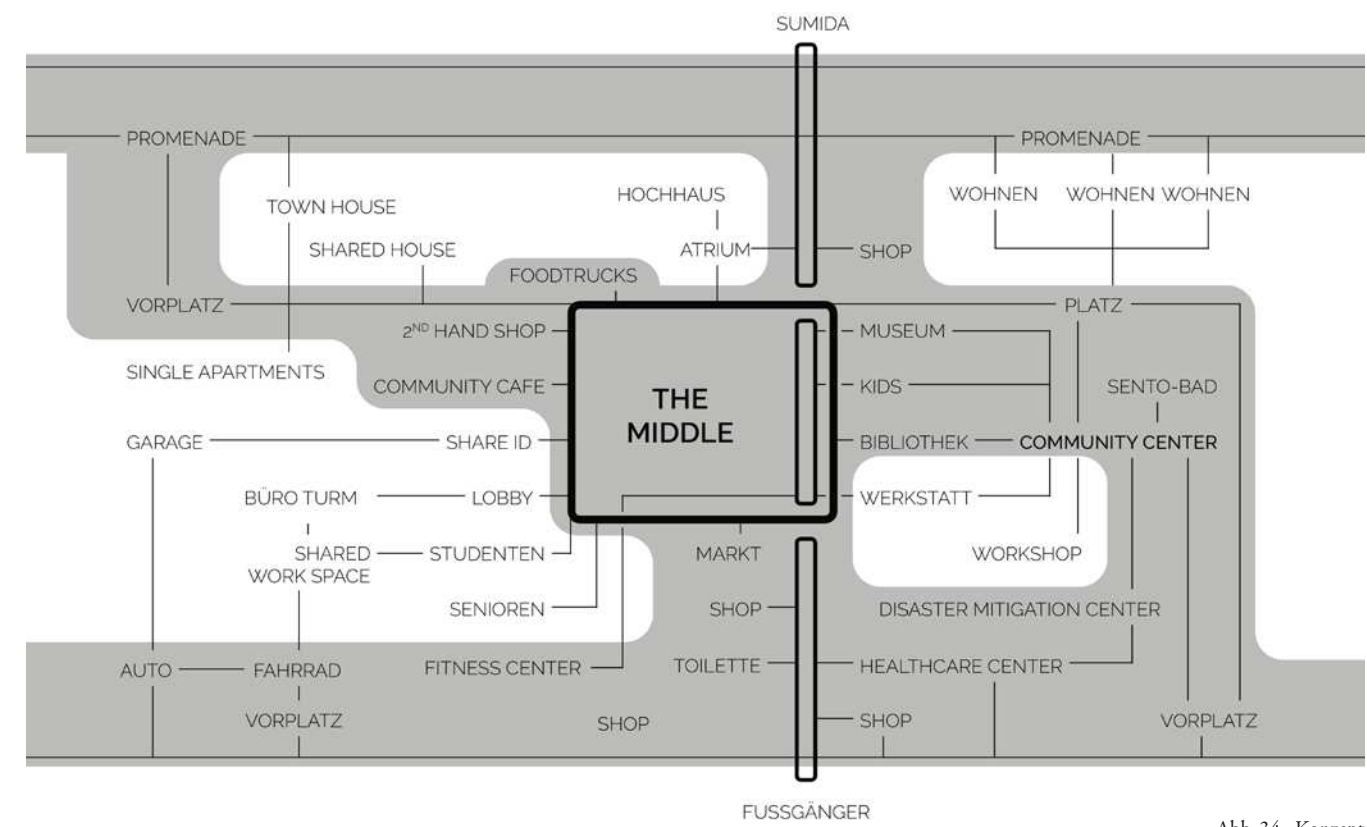 SUMIDA
PROMENADE
PROMENADE
HOCHHAUS
WOHNEN
WOHNEN
WOHNEN
TOWN HOUSE
SHARED HOUSE
ATRIUM
SHOP
FOODTRUCKS
VORPLATZ
PLATZ
2ND HAND SHOP
MUSEUM
SINGLE APARTMENTS
COMMUNITY CAFE
THE
MIDDLE
KIDS
SENTO-BAD
GARAGE
SHARE ID
BIBLIOTHEK
COMMUNITY CENTER
BÜRO TURM
LOBBY
WERKSTATT
SHARED
WORK SPACE
STUDENTEN
MARKT
WORKSHOP
SENIOREN
SHOP
DISASTER MITIGATION CENTER
AUTO
FAHRRAD
FITNESS CENTER
TOILETTE
HEALTHCARE CENTER
VORPLATZ
SHOP
SHOP
VORPLATZ
FUSSGÄNGER